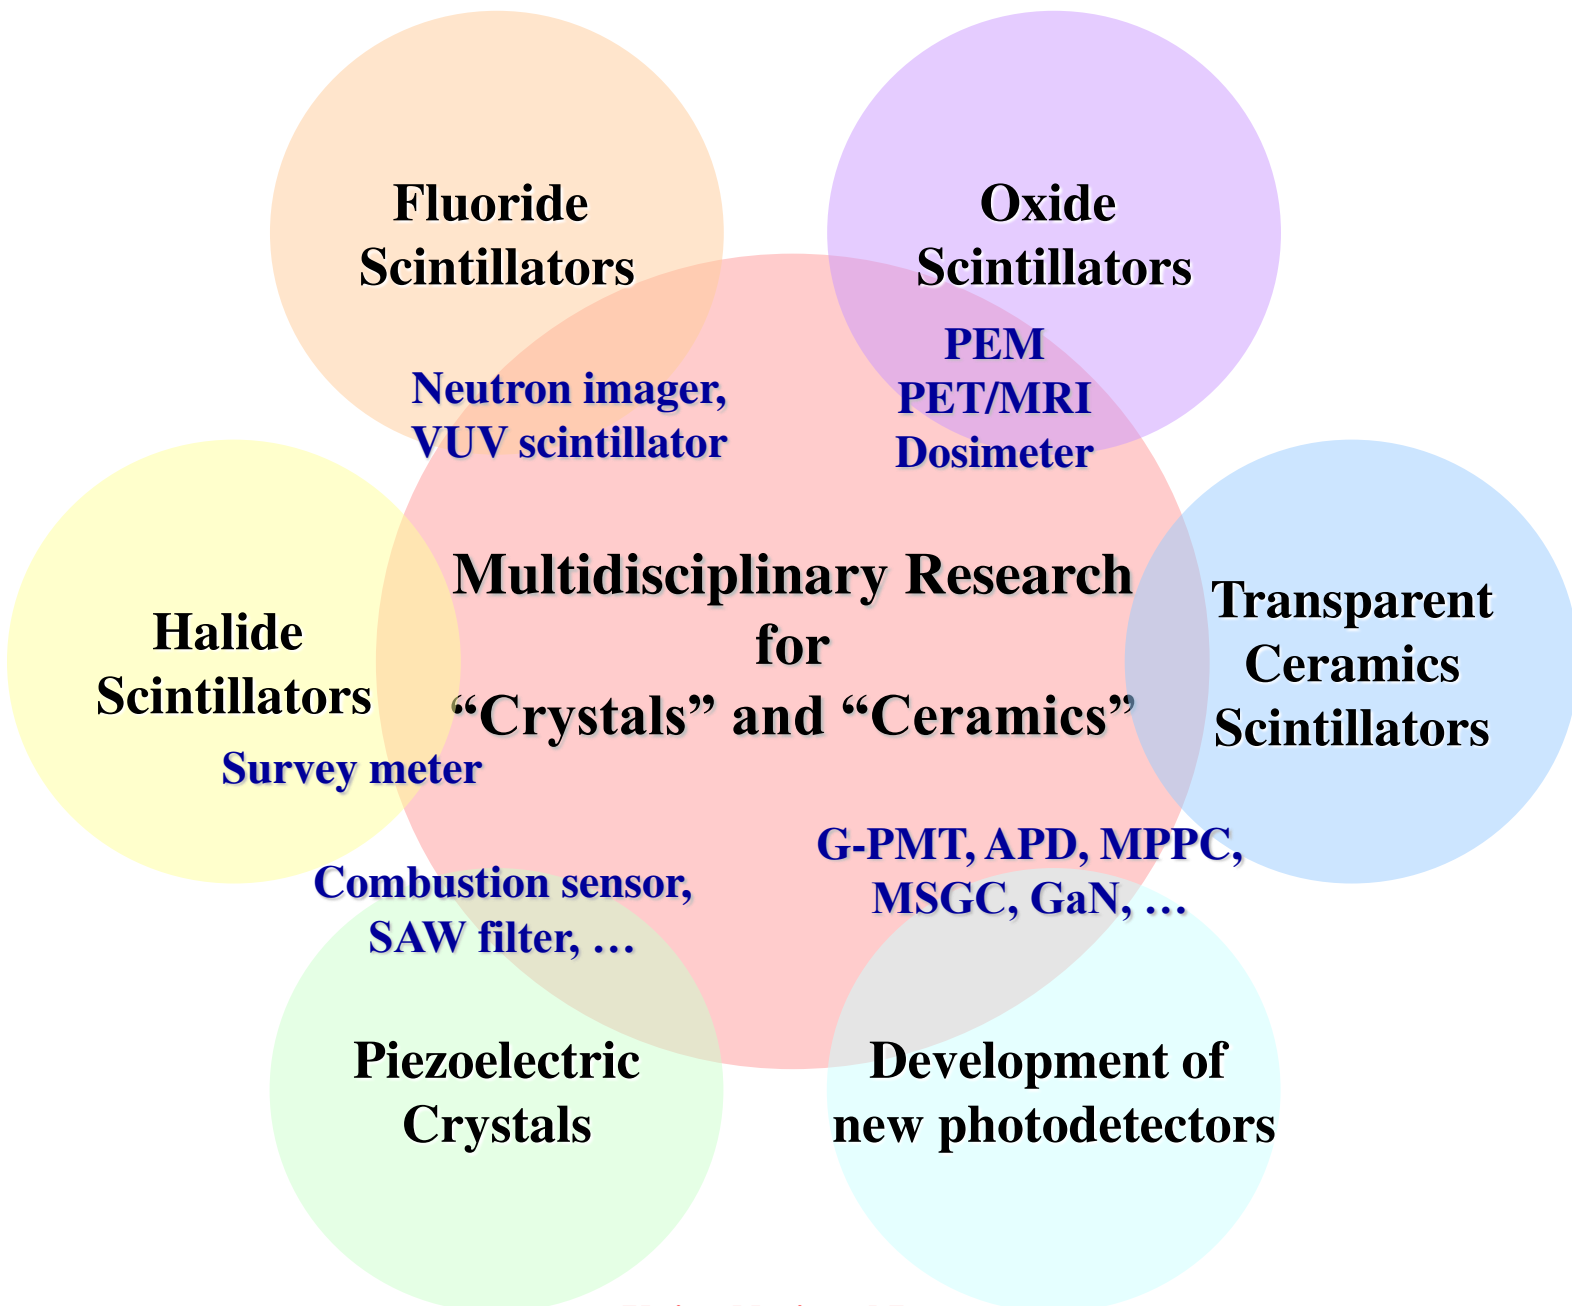 Fluoride
Scintillators
Oxide
Scintillators
PEM
PET/MRI
Dosimeter
Neutron imager,
VUV scintillator
Multidisciplinary Research
for
“Crystals” and “Ceramics”
Halide
Scintillators
Survey meter
Transparent
Ceramics
Scintillators
G-PMT, APD, MPPC,
MSGC, GaN, …
Combustion sensor,
SAW filter, …
Piezoelectric
Crystals
Development of
new photodetectors